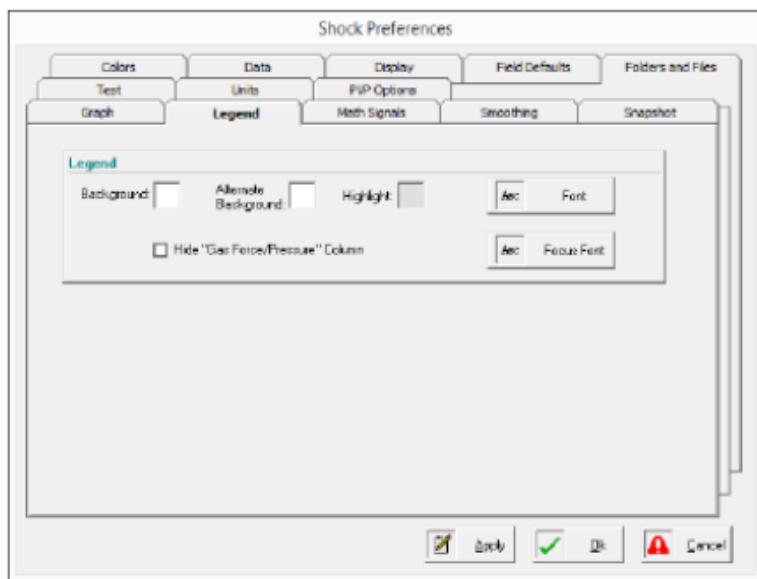 Shock Preferences
Colors Data Display Field Defaults Folders and Files
Test Units PVP Options
Graph Legend Math Signals Smoothing Snapshot
Legend
Background: Alternate Background: Highlight: Abc Font
Hide "Gas Force/Pressure" Column Abc Focus Font
Apply Ok Cancel